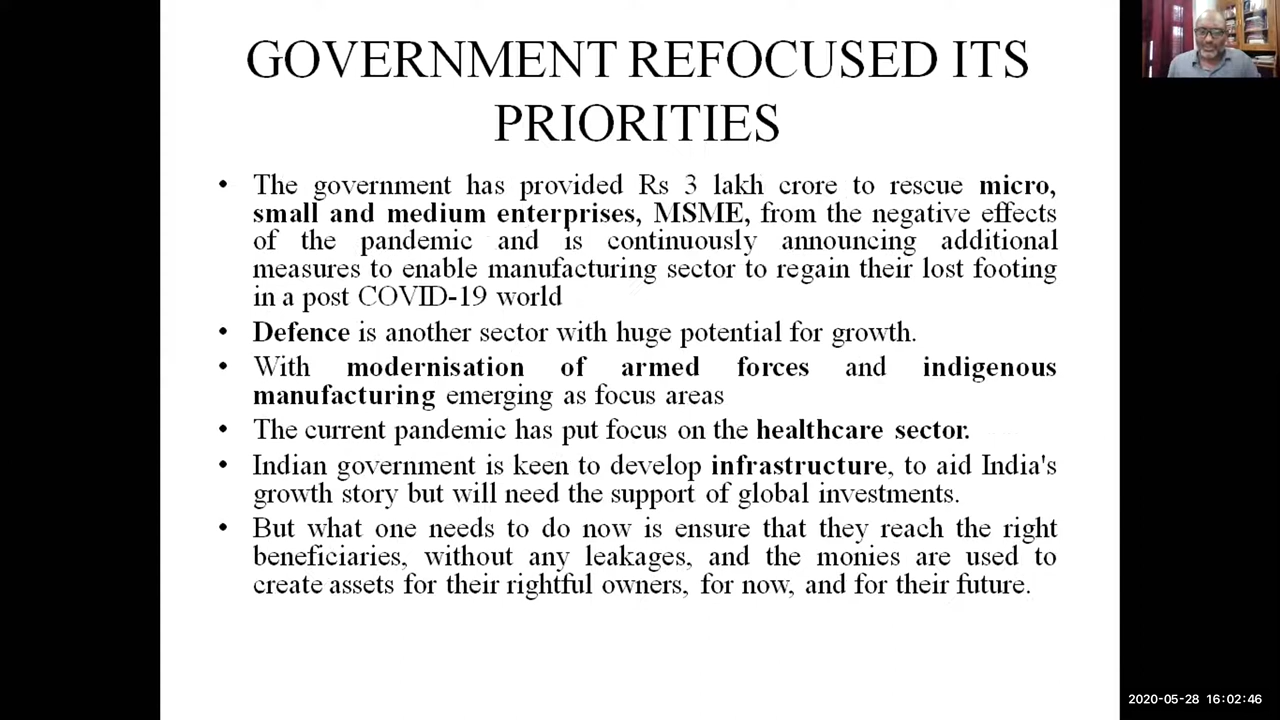 GOVERNMENT REFOCUSED ITS
PRIORITIES
• The government has provided Rs 3 lakh crore to rescue micro,
small and medium enterprises, MSME, from the negative effects
of the pandemic and is continuously announcing additional
measures to enable manufacturing sector to regain their lost footing
in a post COVID-19 world
• Defence is another sector with huge potential for growth.
• With modernisation of armed forces and indigenous
manufacturing emerging as focus areas
• The current pandemic has put focus on the healthcare sector.
• Indian government is keen to develop infrastructure, to aid India's
growth story but will need the support of global investments.
• But what one needs to do now is ensure that they reach the right
beneficiaries, without any leakages, and the monies are used to
create assets for their rightful owners, for now, and for their future.
2020-05-28 16:02:46